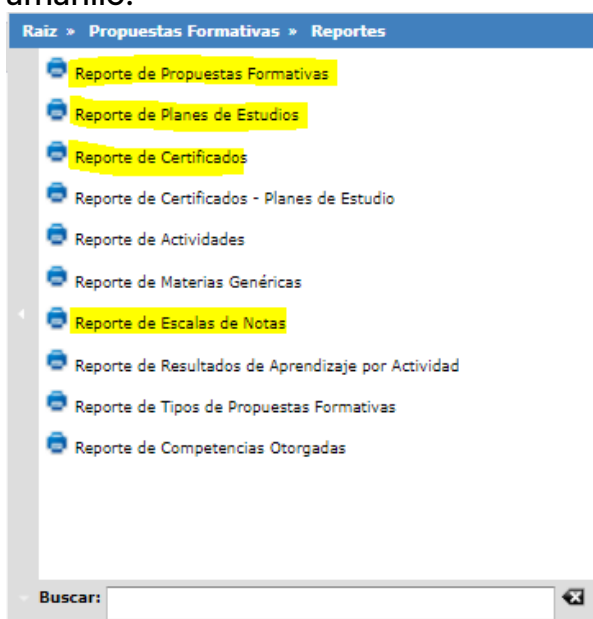 amarillo.
Raíz » Propuestas Formativas » Reportes
Reporte de Propuestas Formativas
Reporte de Planes de Estudios
Reporte de Certificados
Reporte de Certificados - Planes de Estudio
Reporte de Actividades
Reporte de Materias Genéricas
Reporte de Escalas de Notas
Reporte de Resultados de Aprendizaje por Actividad
Reporte de Tipos de Propuestas Formativas
Reporte de Competencias Otorgadas
Buscar: